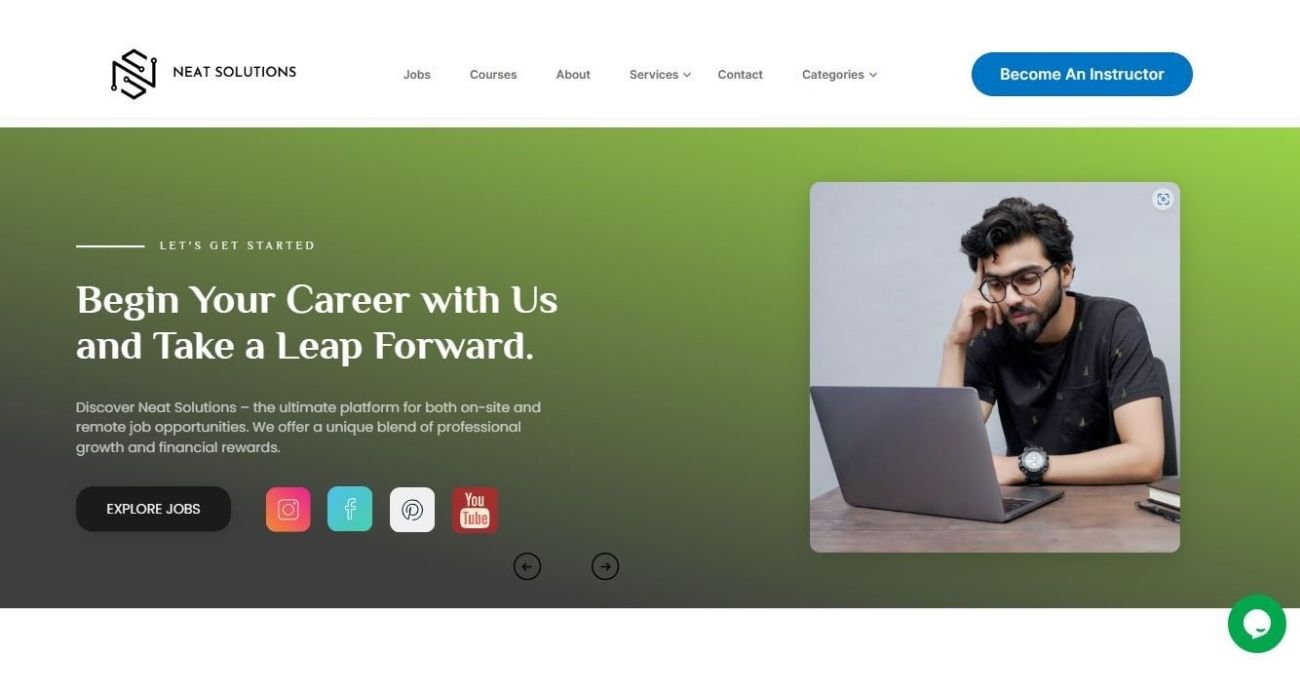 NEAT SOLUTIONS
Jobs
Courses
About
Services
Contact
Categories
Become An Instructor
LET'S GET STARTED
Begin Your Career with Us
and Take a Leap Forward.
Discover Neat Solutions – the ultimate platform for both on-site and
remote job opportunities. We offer a unique blend of professional
growth and financial rewards.
EXPLORE JOBS
You
Tube